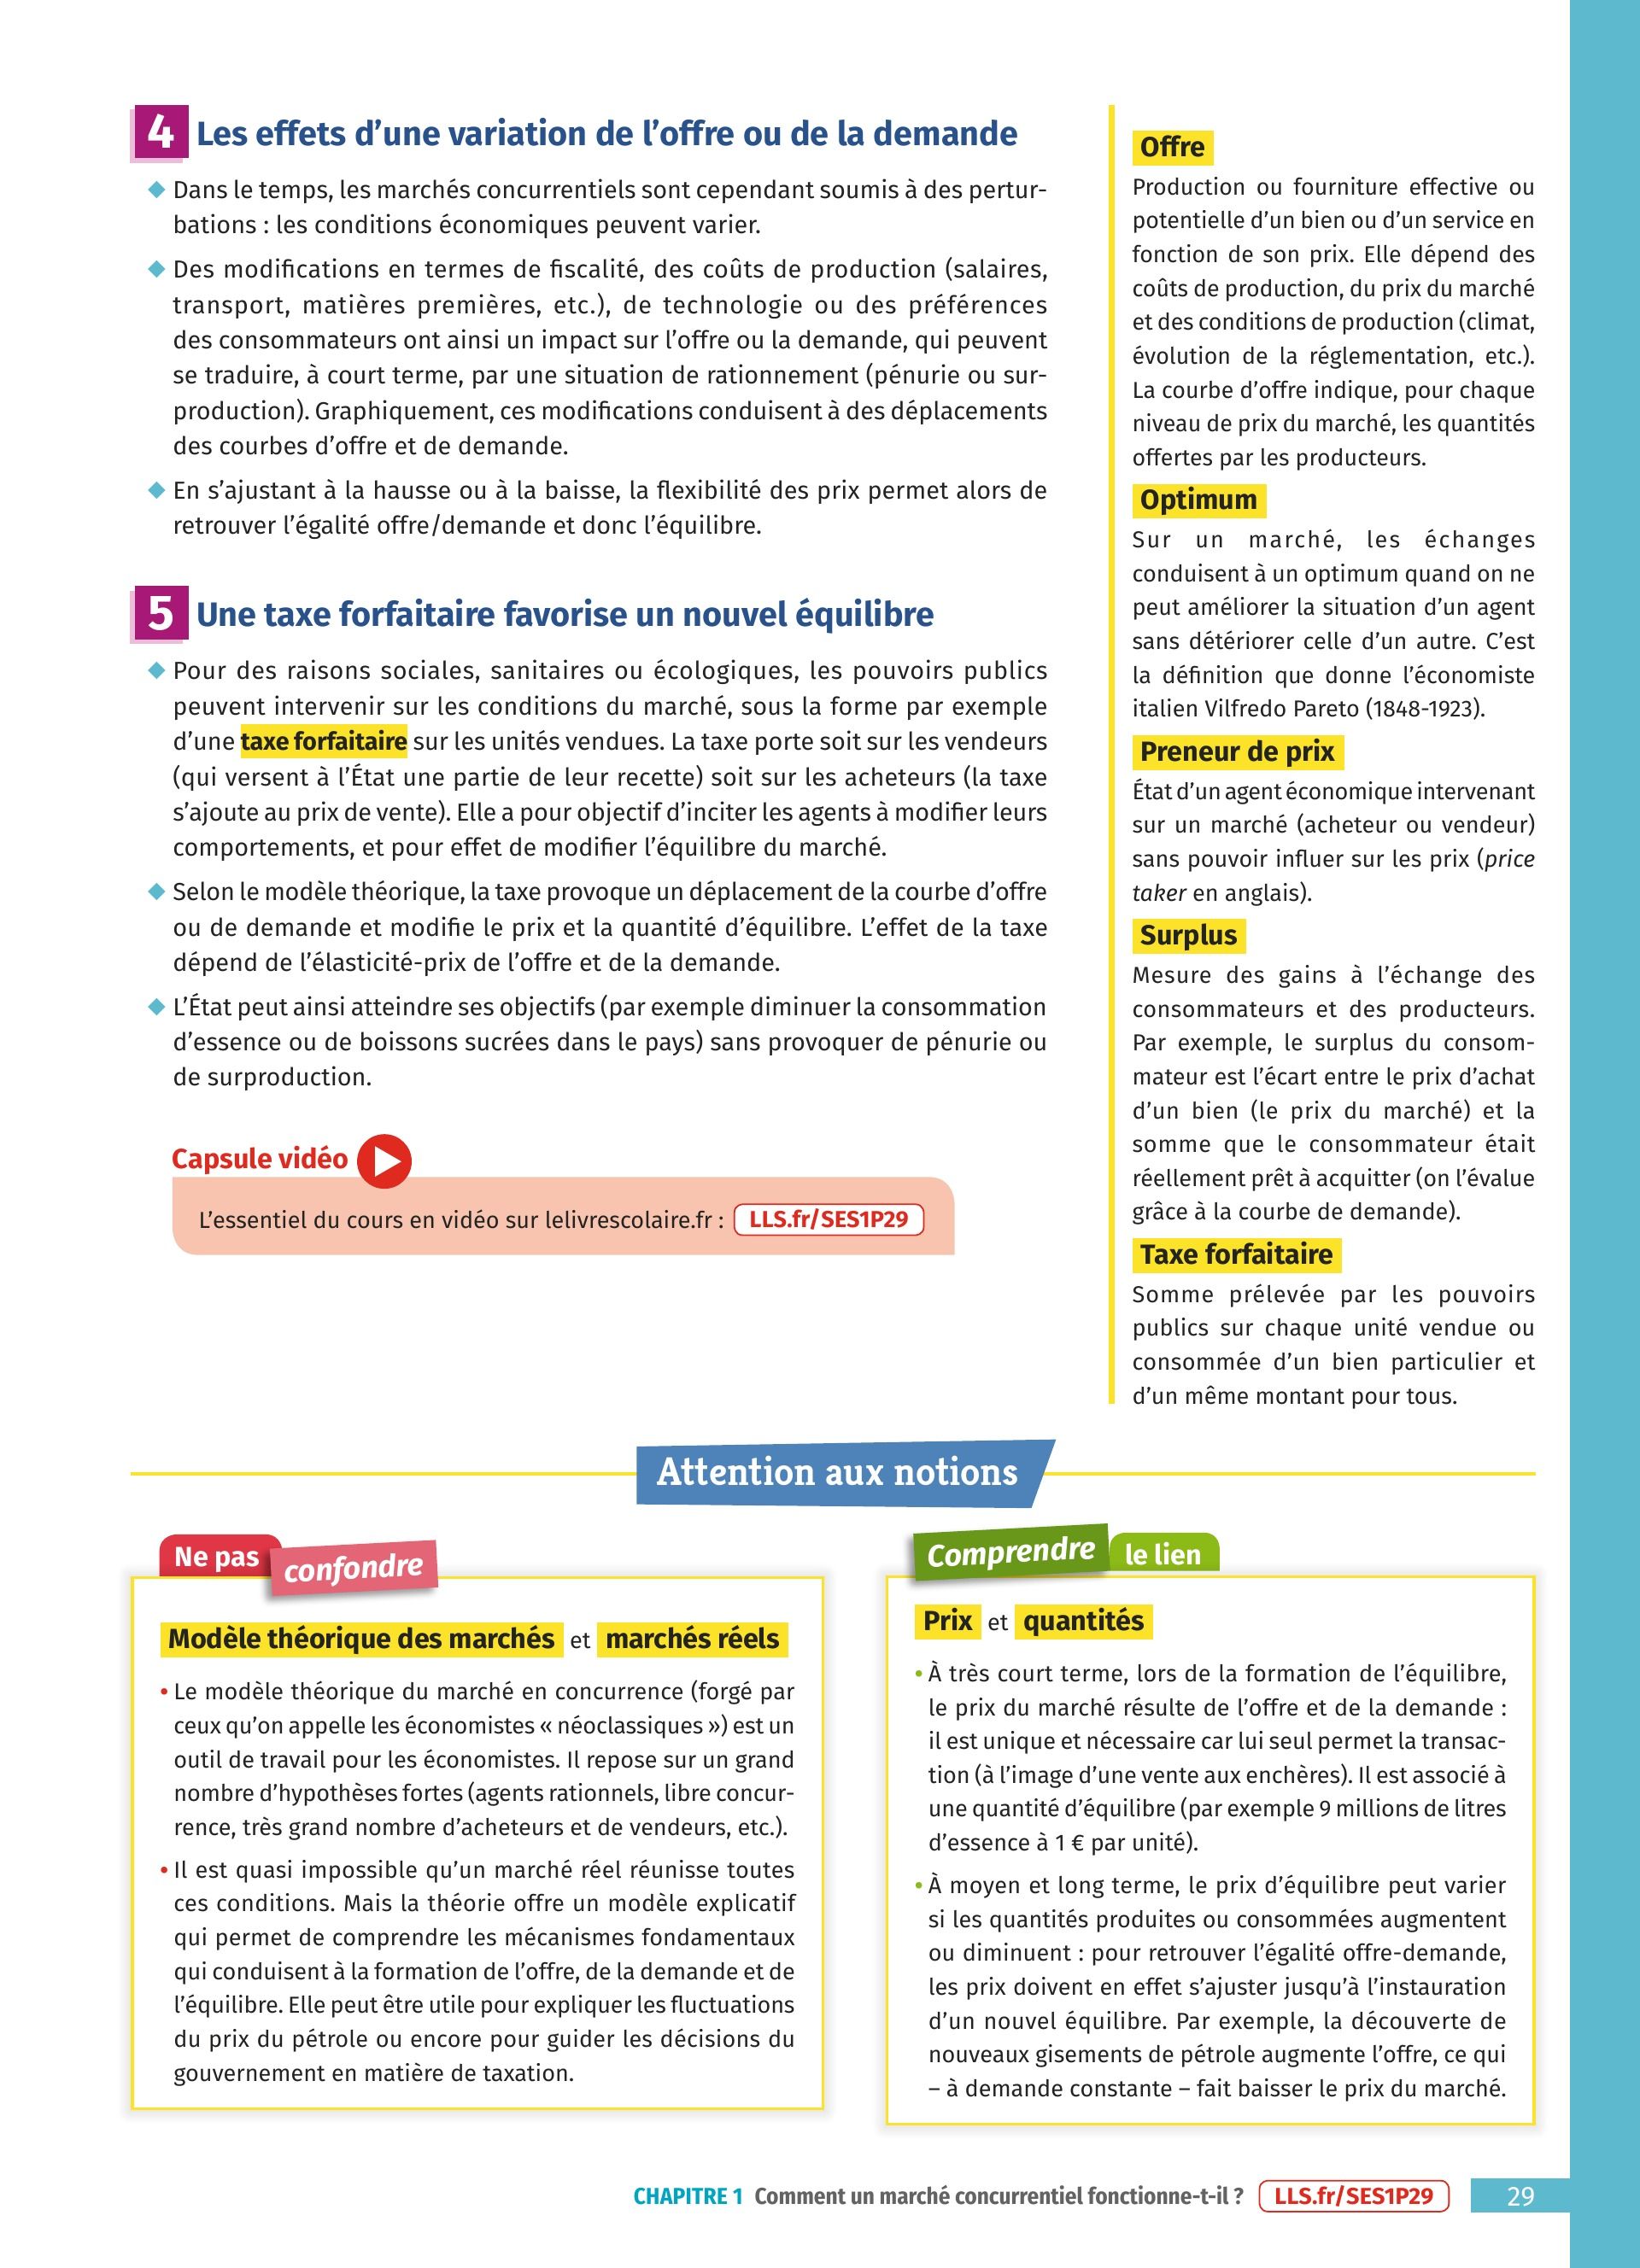 4 Les effets d’une variation de l’offre ou de la demande
◆ Dans le temps, les marchés concurrentiels sont cependant soumis à des pertur-
bations : les conditions économiques peuvent varier.
◆ Des modifications en termes de fiscalité, des coûts de production (salaires,
transport, matières premières, etc.), de technologie ou des préférences
des consommateurs ont ainsi un impact sur l’offre ou la demande, qui peuvent
se traduire, à court terme, par une situation de rationnement (pénurie ou sur-
production). Graphiquement, ces modifications conduisent à des déplacements
des courbes d’offre et de demande.
◆ En s’ajustant à la hausse ou à la baisse, la flexibilité des prix permet alors de
retrouver l’égalité offre/demande et donc l’équilibre.
5 Une taxe forfaitaire favorise un nouvel équilibre
◆ Pour des raisons sociales, sanitaires ou écologiques, les pouvoirs publics
peuvent intervenir sur les conditions du marché, sous la forme par exemple
d’une taxe forfaitaire sur les unités vendues. La taxe porte soit sur les vendeurs
(qui versent à l’État une partie de leur recette) soit sur les acheteurs (la taxe
s’ajoute au prix de vente). Elle a pour objectif d’inciter les agents à modifier leurs
comportements, et pour effet de modifier l’équilibre du marché.
◆ Selon le modèle théorique, la taxe provoque un déplacement de la courbe d’offre
ou de demande et modifie le prix et la quantité d’équilibre. L’effet de la taxe
dépend de l’élasticité-prix de l’offre et de la demande.
◆ L’État peut ainsi atteindre ses objectifs (par exemple diminuer la consommation
d’essence ou de boissons sucrées dans le pays) sans provoquer de pénurie ou
de surproduction.
Capsule vidéo
L’essentiel du cours en vidéo sur lelivrescolaire.fr : LLS.fr/SES1P29
Offre
Production ou fourniture effective ou
potentielle d’un bien ou d’un service en
fonction de son prix. Elle dépend des
coûts de production, du prix du marché
et des conditions de production (climat,
évolution de la réglementation, etc.).
La courbe d’offre indique, pour chaque
niveau de prix du marché, les quantités
offertes par les producteurs.
Optimum
Sur un marché, les échanges
conduisent à un optimum quand on ne
peut améliorer la situation d’un agent
sans détériorer celle d’un autre. C’est
la définition que donne l’économiste
italien Vilfredo Pareto (1848-1923).
Preneur de prix
État d’un agent économique intervenant
sur un marché (acheteur ou vendeur)
sans pouvoir influer sur les prix (price
taker en anglais).
Surplus
Mesure des gains à l’échange des
consommateurs et des producteurs.
Par exemple, le surplus du consom-
mateur est l’écart entre le prix d’achat
d’un bien (le prix du marché) et la
somme que le consommateur était
réellement prêt à acquitter (on l’évalue
grâce à la courbe de demande).
Taxe forfaitaire
Somme prélevée par les pouvoirs
publics sur chaque unité vendue ou
consommée d’un bien particulier et
d’un même montant pour tous.
Attention aux notions
Ne pas confondre
Modèle théorique des marchés et marchés réels
• Le modèle théorique du marché en concurrence (forgé par
ceux qu’on appelle les économistes « néoclassiques ») est un
outil de travail pour les économistes. Il repose sur un grand
nombre d’hypothèses fortes (agents rationnels, libre concur-
rence, très grand nombre d’acheteurs et de vendeurs, etc.).
• Il est quasi impossible qu’un marché réel réunisse toutes
ces conditions. Mais la théorie offre un modèle explicatif
qui permet de comprendre les mécanismes fondamentaux
qui conduisent à la formation de l’offre, de la demande et de
l’équilibre. Elle peut être utile pour expliquer les fluctuations
du prix du pétrole ou encore pour guider les décisions du
gouvernement en matière de taxation.
Comprendre le lien
Prix et quantités
• À très court terme, lors de la formation de l’équilibre,
le prix du marché résulte de l’offre et de la demande :
il est unique et nécessaire car lui seul permet la transac-
tion (à l’image d’une vente aux enchères). Il est associé à
une quantité d’équilibre (par exemple 9 millions de litres
d’essence à 1 € par unité).
• À moyen et long terme, le prix d’équilibre peut varier
si les quantités produites ou consommées augmentent
ou diminuent : pour retrouver l’égalité offre-demande,
les prix doivent en effet s’ajuster jusqu’à l’instauration
d’un nouvel équilibre. Par exemple, la découverte de
nouveaux gisements de pétrole augmente l’offre, ce qui
– à demande constante – fait baisser le prix du marché.
CHAPITRE 1 Comment un marché concurrentiel fonctionne-t-il ? LLS.fr/SES1P29 29